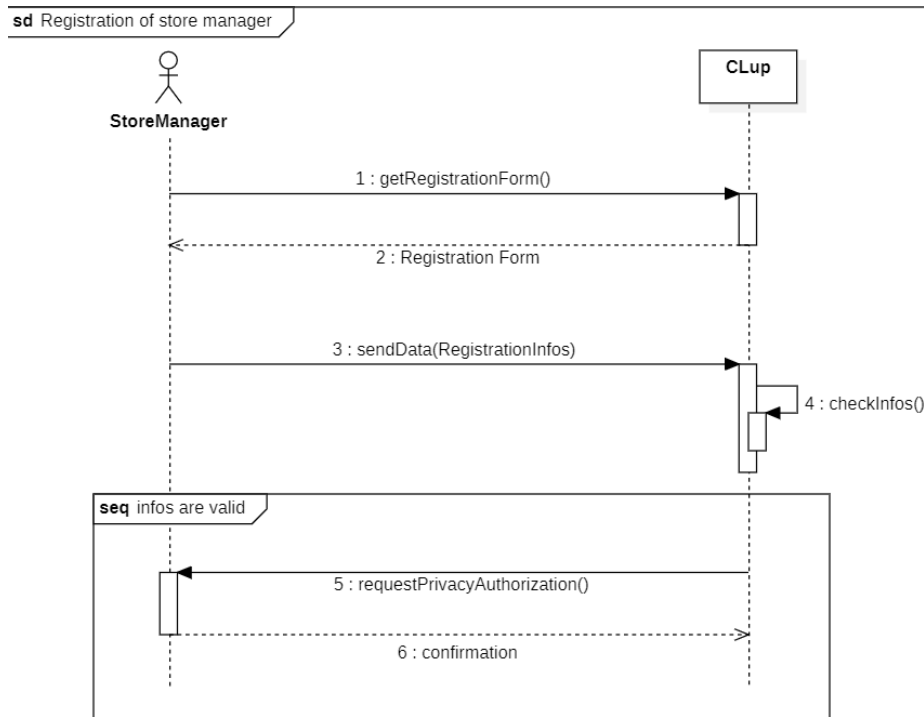 sd Registration of store manager
CLup
StoreManager
1 : getRegistrationForm()
2 : Registration Form
3 : sendData(RegistrationInfos)
4 : checkInfos()
seq infos are valid
5 : requestPrivacyAuthorization()
6 : confirmation